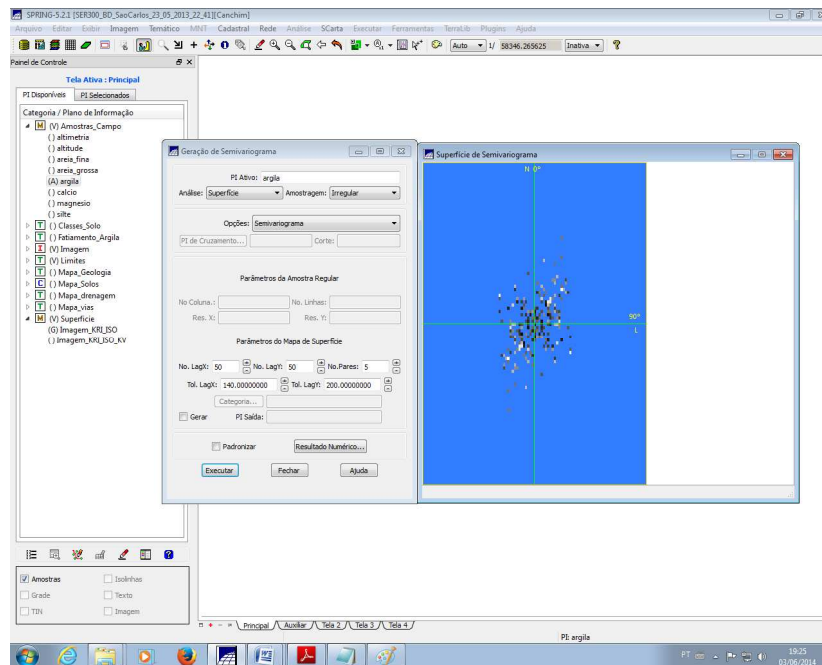 SPRING-5.2.1 [SER300_BD_SaoCarlos_23_05_2013_22_41][Canchim]
Arquivo Editar Exibir Imagem Temático MNT Cadastral Rede Análise SCarta Executar Ferramentas TerraLib Plugins Ajuda
Auto 1/ 58346.265625 Inativa
Painel de Controle
Tela Ativa : Principal
PI Disponíveis PI Selecionados
Categoria / Plano de Informação
M (V) Amostras_Campo
() altimetria
() altitude
() areia_fina
() areia_grossa
(A) argila
() calcio
() magnesio
() silte
T () Classes_Solo
T () Fatiamento_Argila
I (V) Imagem
T (V) Limites
T () Mapa_Geologia
C () Mapa_Solos
T () Mapa_drenagem
T () Mapa_vias
M (V) Superficie
(G) Imagem_KRI_ISO
() Imagem_KRI_ISO_KV
Amostras Isolinhas
Grade Texto
TIN Imagem
Geração de Semivariograma
PI Ativo: argila
Análise: Superfície Amostragem: Irregular
Opções: Semivariograma
PI de Cruzamento... Corte:
Parâmetros da Amostra Regular
No Coluna.: No. Linhas:
Res. X: Res. Y:
Parâmetros do Mapa de Superfície
No. LagX: 50 No. LagY: 50 No.Pares: 5
Tol. LagX: 140.00000000 Tol. LagY: 200.00000000
Categoria...
Gerar PI Saída:
Padronizar Resultado Numérico...
Executar Fechar Ajuda
Superfície de Semivariograma
N 0°
90°
L
Principal Auxiliar Tela 2 Tela 3 Tela 4
PI: argila
PT 19:25
03/06/2014